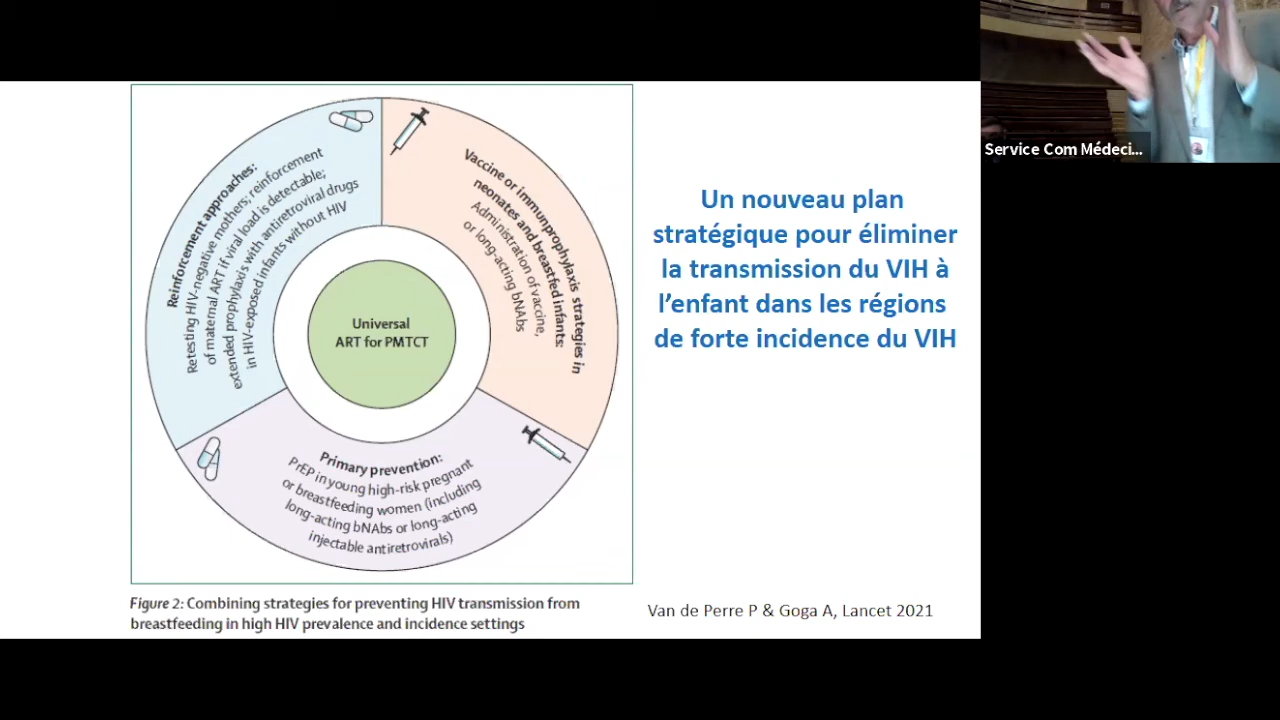 Reinforcement approaches:
Retesting HIV-negative mothers; reinforcement
of maternal ART if viral load is detectable;
extended prophylaxis with antiretroviral drugs
in HIV-exposed infants without HIV
Vaccine or immunprophylaxis strategies in
neonates and breastfed infants:
Administration of vaccine,
or long-acting bNAbs
Universal
ART for PMTCT
Primary prevention:
PrEP in young high-risk pregnant
or breastfeeding women (including
long-acting bNAbs or long-acting
injectable antiretrovirals)
Figure 2: Combining strategies for preventing HIV transmission from
breastfeeding in high HIV prevalence and incidence settings
Un nouveau plan
stratégique pour éliminer
la transmission du VIH à
l’enfant dans les régions
de forte incidence du VIH
Van de Perre P & Goga A, Lancet 2021
Service Com Médeci...